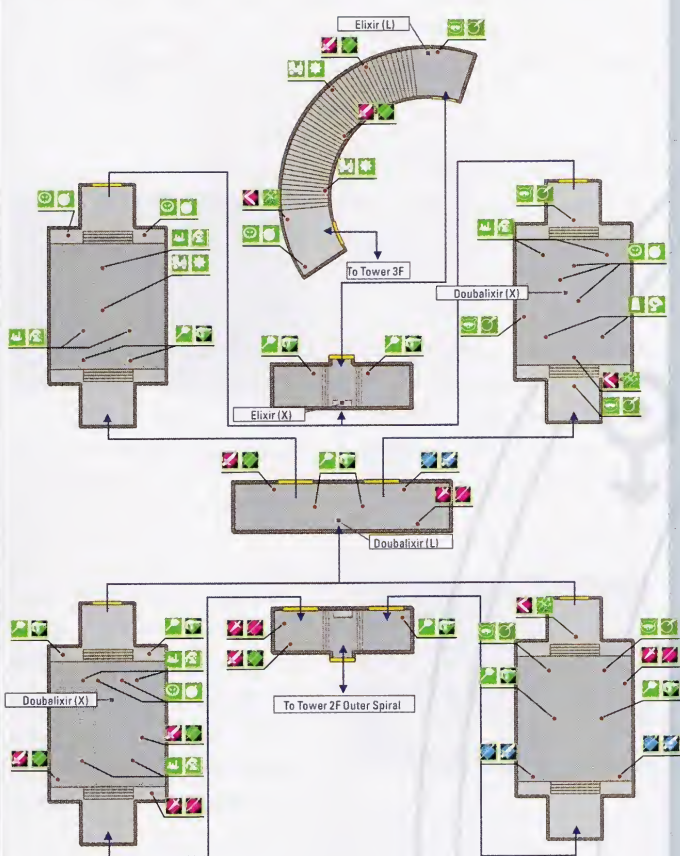 Elixir (L)
To Tower 3F
Doubalixir (X)
Elixir (X)
Doubalixir (L)
Doubalixir (X)
To Tower 2F Outer Spiral